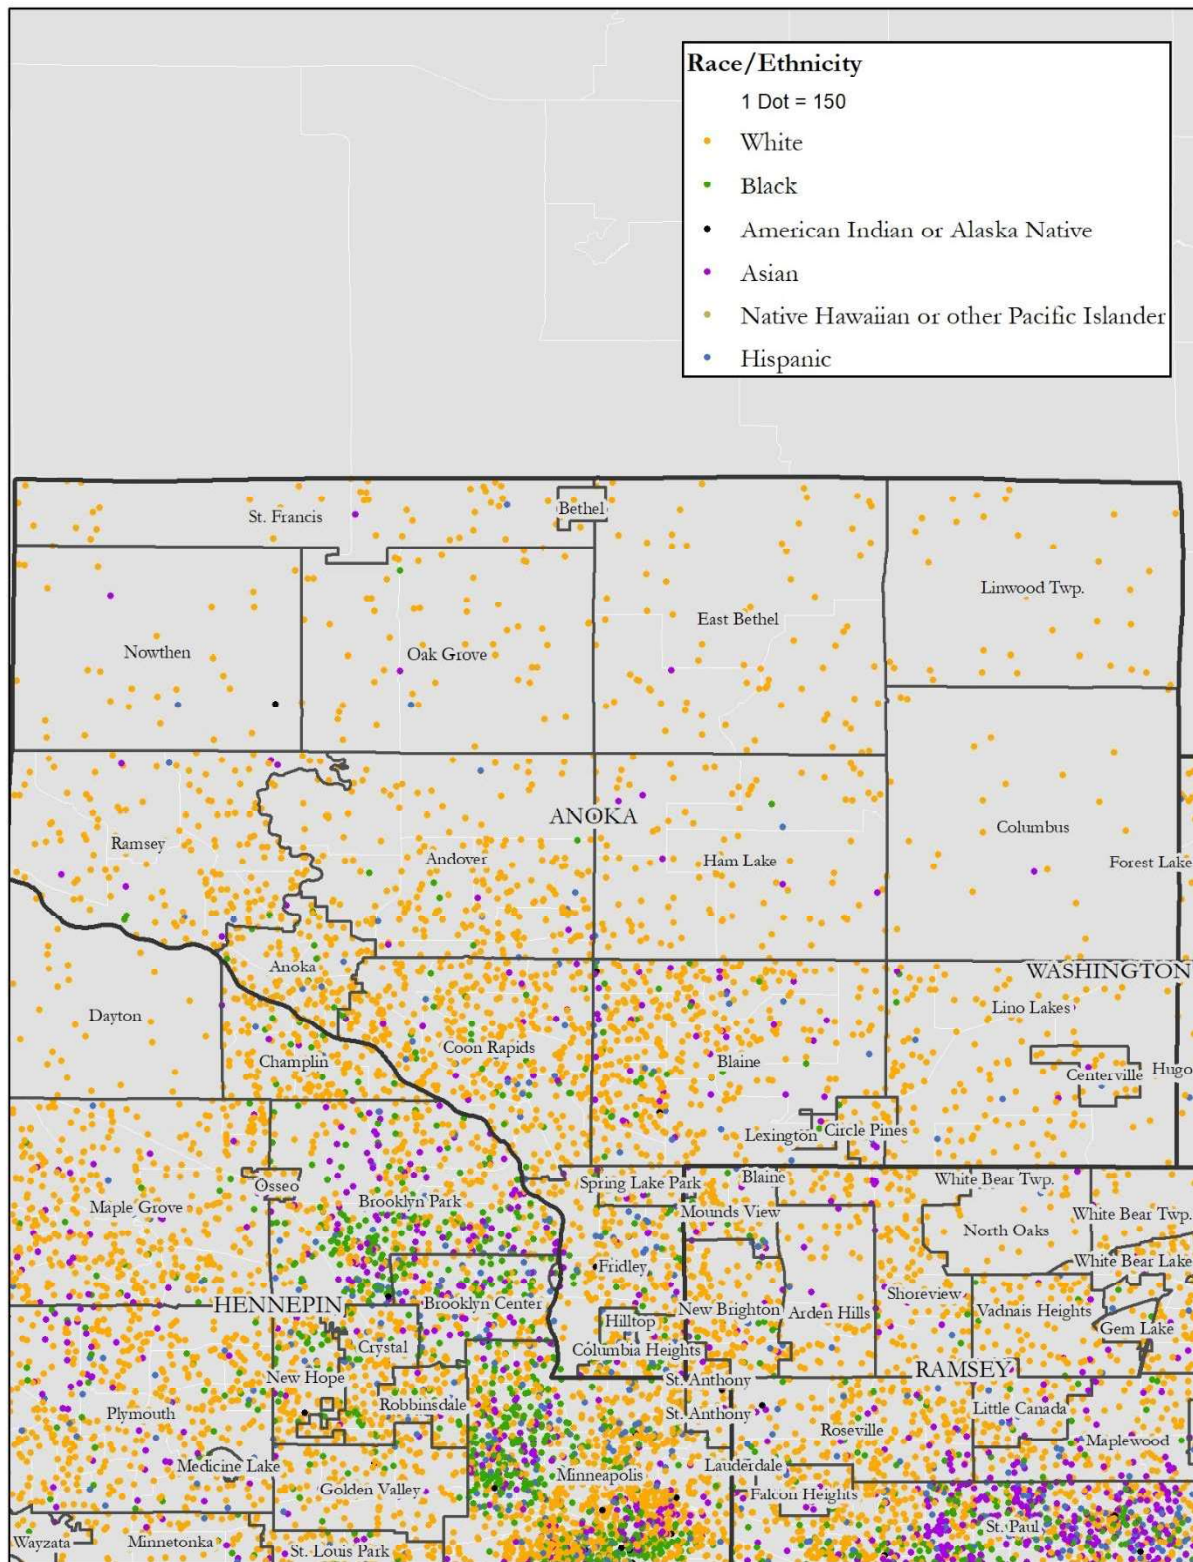 Race/Ethnicity
1 Dot = 150
White
Black
American Indian or Alaska Native
Asian
Native Hawaiian or other Pacific Islander
Hispanic
St. Francis
Bethel
Linwood Twp.
East Bethel
Nowthen
Oak Grove
ANOKA
Ramsey
Andover
Ham Lake
Columbus
Forest Lake
Anoka
WASHINGTON
Dayton
Lino Lakes
Champlin
Coon Rapids
Blaine
Centerville
Hugo
Lexington
Circle Pines
Osseo
Spring Lake Park
Blaine
White Bear Twp.
Maple Grove
Brooklyn Park
Mounds View
North Oaks
White Bear Twp.
Fridley
White Bear Lake
HENNEPIN
Brooklyn Center
Hilltop
New Brighton
Arden Hills
Shoreview
Vadnais Heights
Gem Lake
Crystal
Columbia Heights
New Hope
St. Anthony
RAMSEY
Robbinsdale
Plymouth
St. Anthony
Roseville
Little Canada
Maplewood
Medicine Lake
Minneapolis
Lauderdale
Golden Valley
Falcon Heights
St. Paul
Wayzata
Minnetonka
St. Louis Park